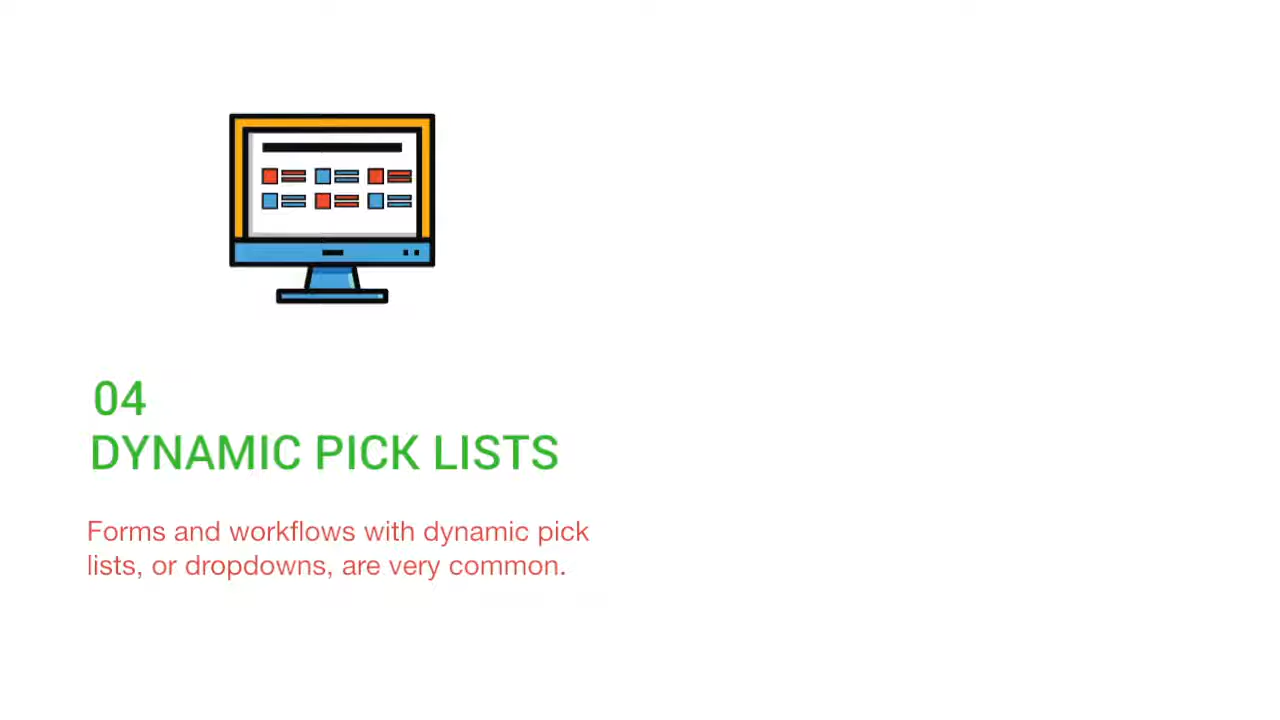 04
DYNAMIC PICK LISTS
Forms and workflows with dynamic pick
lists, or dropdowns, are very common.